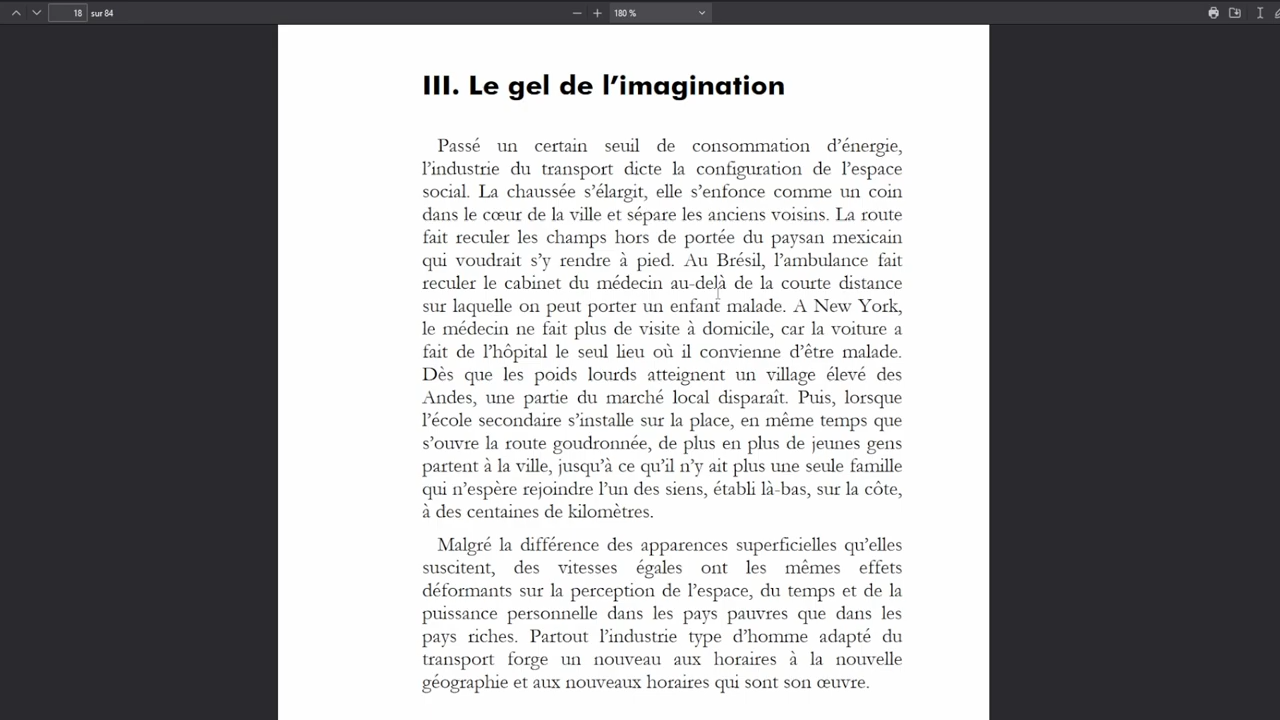 18 sur 84 180 %
III. Le gel de l’imagination
Passé un certain seuil de consommation d’énergie,
l’industrie du transport dicte la configuration de l’espace
social. La chaussée s’élargit, elle s’enfonce comme un coin
dans le cœur de la ville et sépare les anciens voisins. La route
fait reculer les champs hors de portée du paysan mexicain
qui voudrait s’y rendre à pied. Au Brésil, l’ambulance fait
reculer le cabinet du médecin au-delà de la courte distance
sur laquelle on peut porter un enfant malade. A New York,
le médecin ne fait plus de visite à domicile, car la voiture a
fait de l’hôpital le seul lieu où il convienne d’être malade.
Dès que les poids lourds atteignent un village élevé des
Andes, une partie du marché local disparaît. Puis, lorsque
l’école secondaire s’installe sur la place, en même temps que
s’ouvre la route goudronnée, de plus en plus de jeunes gens
partent à la ville, jusqu’à ce qu’il n’y ait plus une seule famille
qui n’espère rejoindre l’un des siens, établi là-bas, sur la côte,
à des centaines de kilomètres.
Malgré la différence des apparences superficielles qu’elles
suscitent, des vitesses égales ont les mêmes effets
déformants sur la perception de l’espace, du temps et de la
puissance personnelle dans les pays pauvres que dans les
pays riches. Partout l’industrie type d’homme adapté du
transport forge un nouveau aux horaires à la nouvelle
géographie et aux nouveaux horaires qui sont son œuvre.